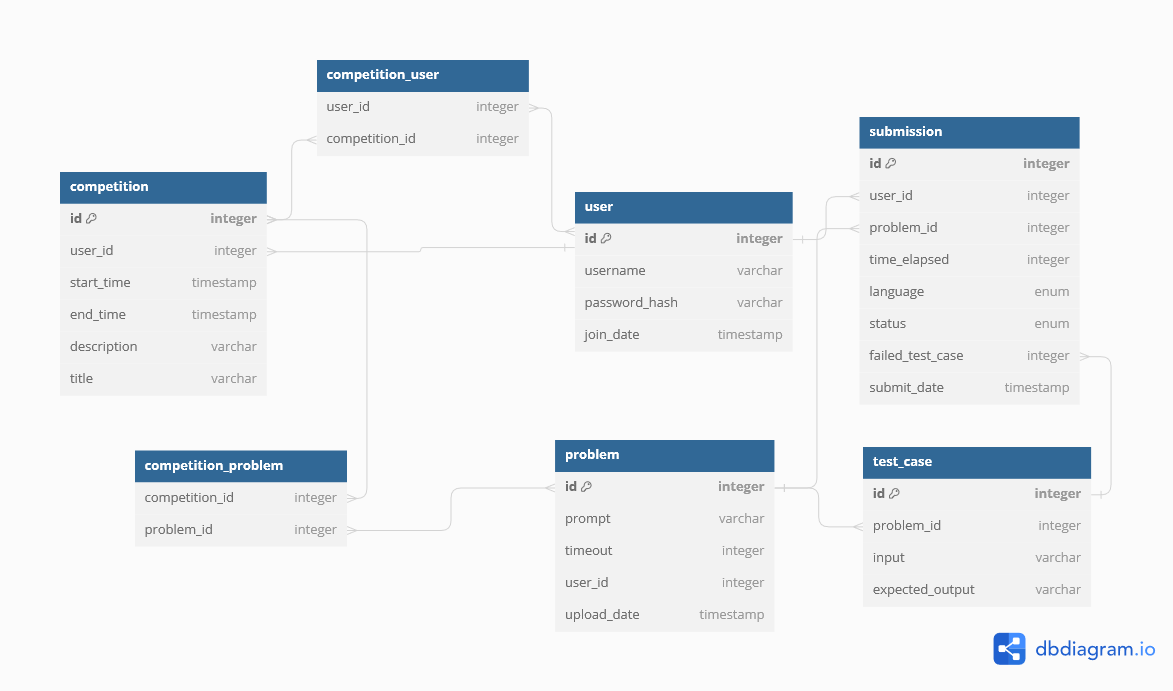 competition_user
user_id integer
competition_id integer
competition
id integer
user_id integer
start_time timestamp
end_time timestamp
description varchar
title varchar
user
id integer
username varchar
password_hash varchar
join_date timestamp
submission
id integer
user_id integer
problem_id integer
time_elapsed integer
language enum
status enum
failed_test_case integer
submit_date timestamp
competition_problem
competition_id integer
problem_id integer
problem
id integer
prompt varchar
timeout integer
user_id integer
upload_date timestamp
test_case
id integer
problem_id integer
input varchar
expected_output varchar
dbdiagram.io